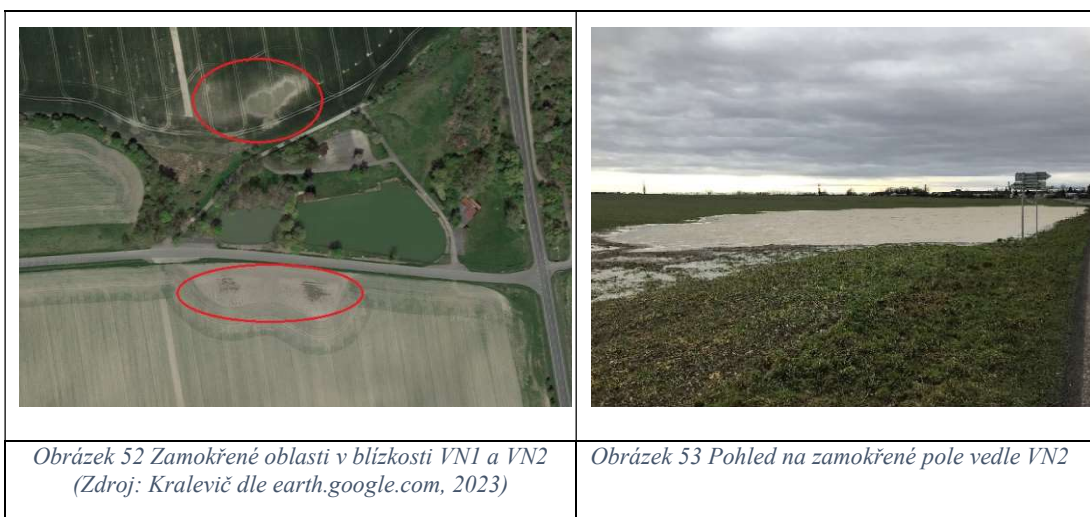 Obrázek 52 Zamokřené oblasti v blízkosti VN1 a VN2
(Zdroj: Kralevič dle earth.google.com, 2023)
Obrázek 53 Pohled na zamokřené pole vedle VN2